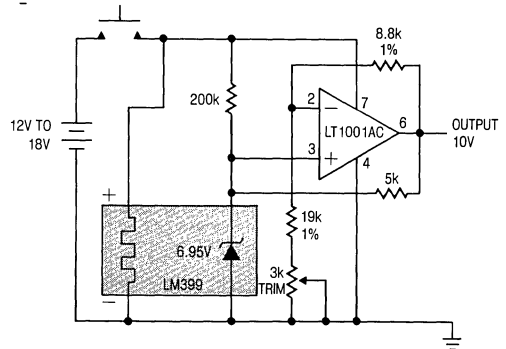 8.8k
1%
200k
2
7
LT1001AC
6
3
4
OUTPUT
10V
12V TO
18V
5k
+
−
+
19k
1%
6.95V
3k
TRIM
LM399
−